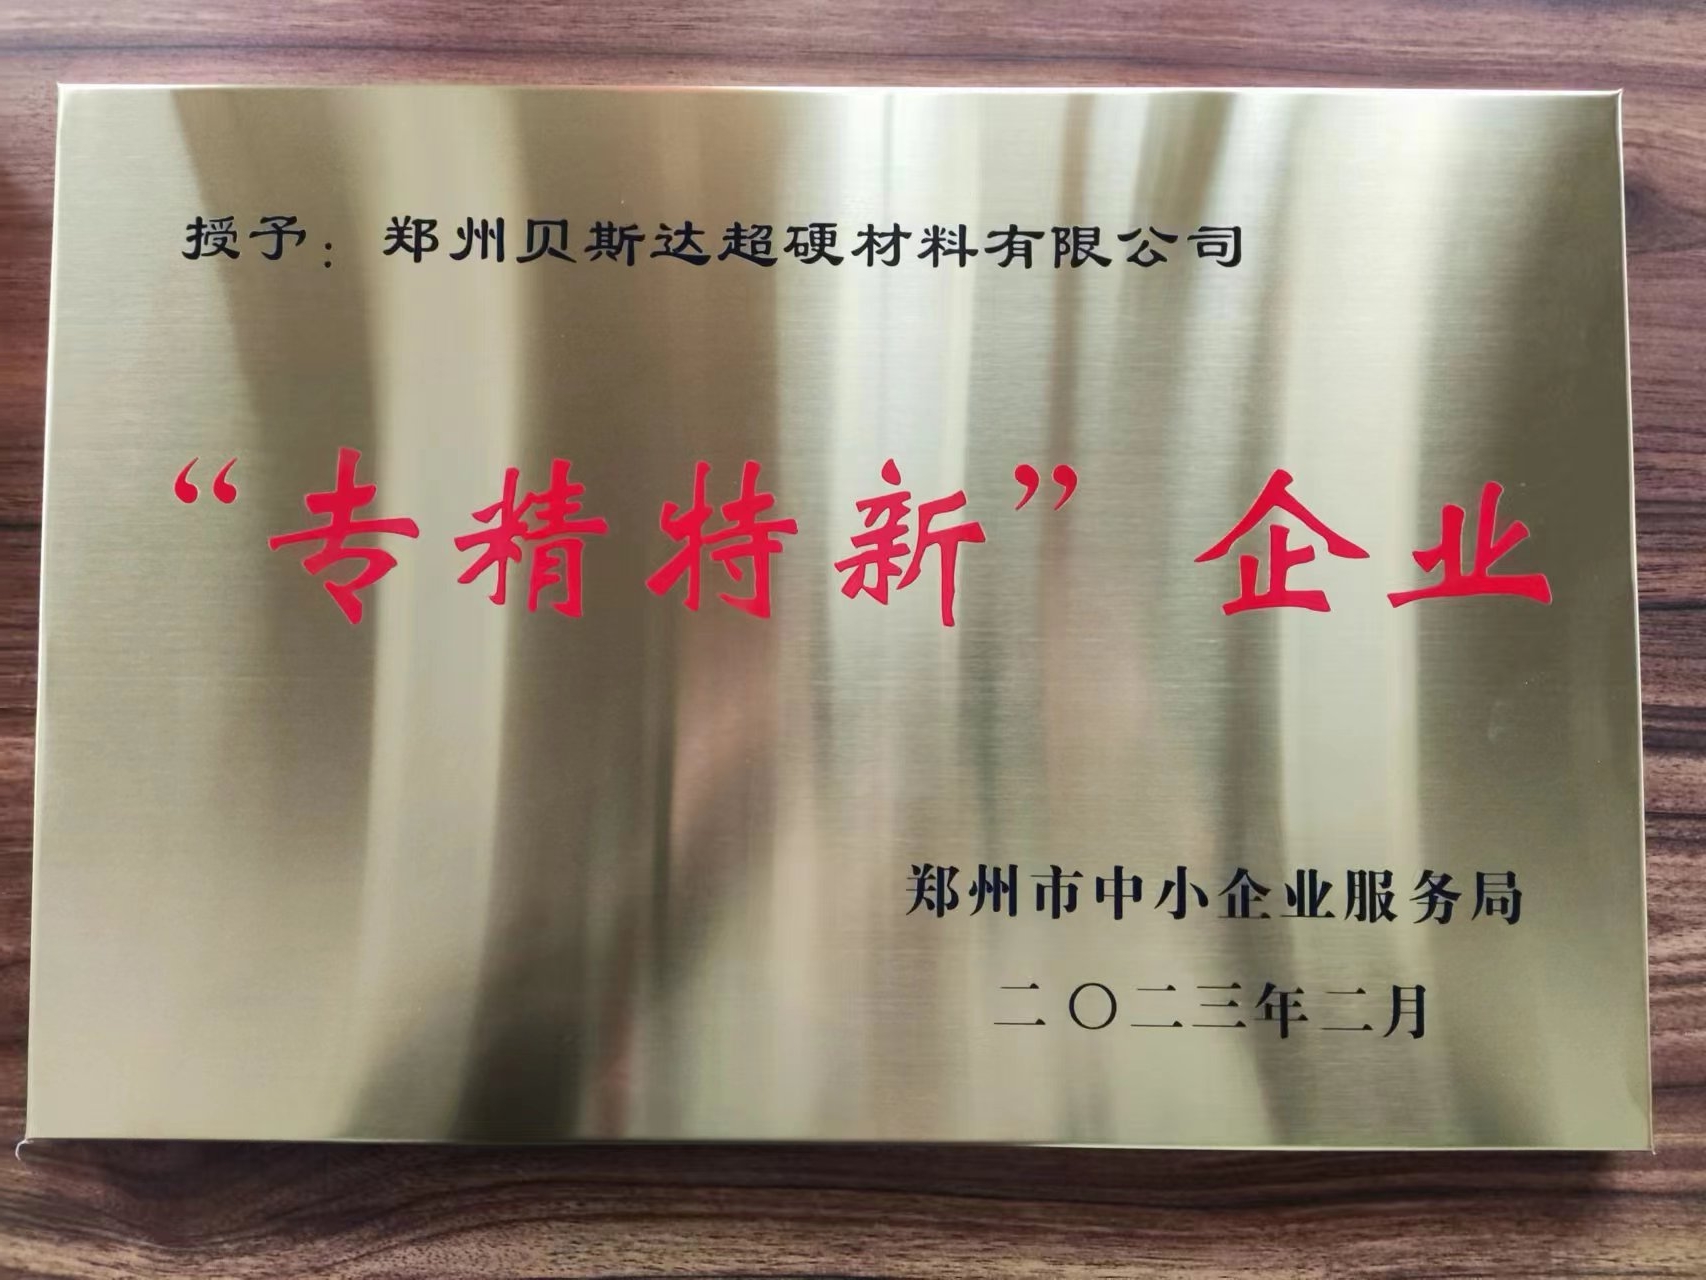 授予：郑州贝斯达超硬材料有限公司
“专精特新”企业
郑州市中小企业服务局
二〇二三年二月